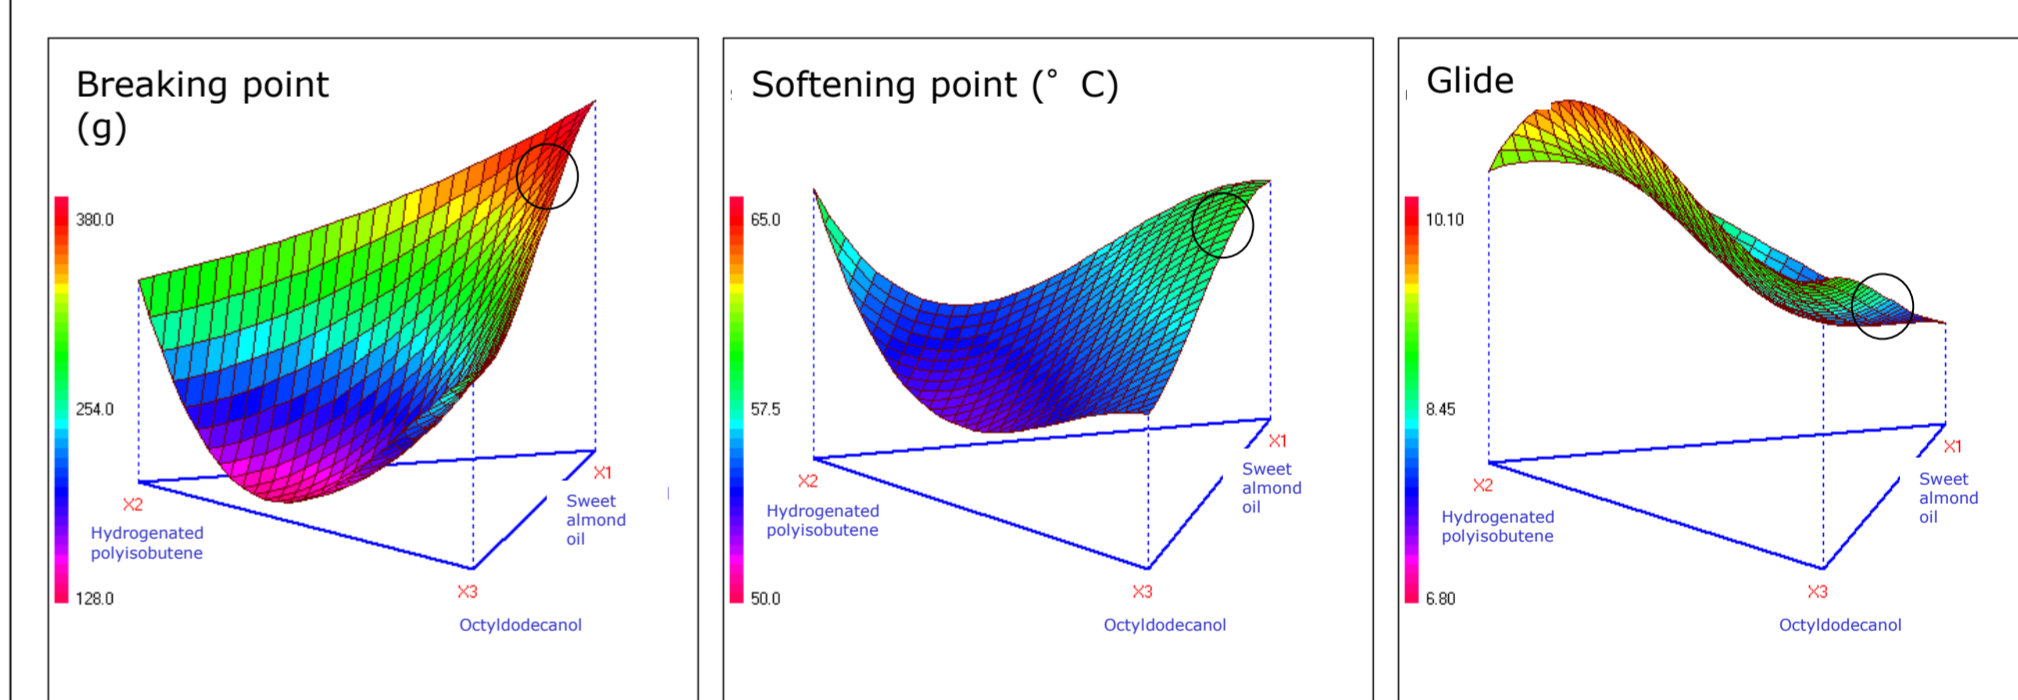 Breaking point
(g)
380.0
254.0
128.0
X2
Hydrogenated
polyisobutene
X1
Sweet
almond
oil
X3
Octyldodecanol
Softening point (° C)
65.0
57.5
50.0
X2
Hydrogenated
polyisobutene
X1
Sweet
almond
oil
X3
Octyldodecanol
Glide
10.10
8.45
6.80
X2
Hydrogenated
polyisobutene
X1
Sweet
almond
oil
X3
Octyldodecanol